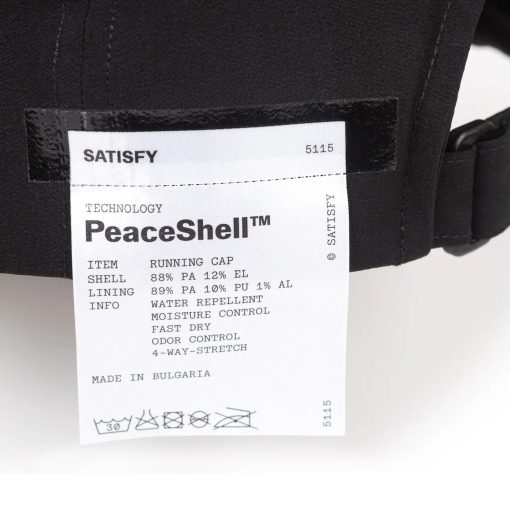 SATISFY 5115
TECHNOLOGY
PeaceShell™
ITEM RUNNING CAP
SHELL 88% PA 12% EL
LINING 89% PA 10% PU 1% AL
INFO WATER REPELLENT
MOISTURE CONTROL
FAST DRY
ODOR CONTROL
4-WAY-STRETCH
MADE IN BULGARIA
30
© SATISFY
5115